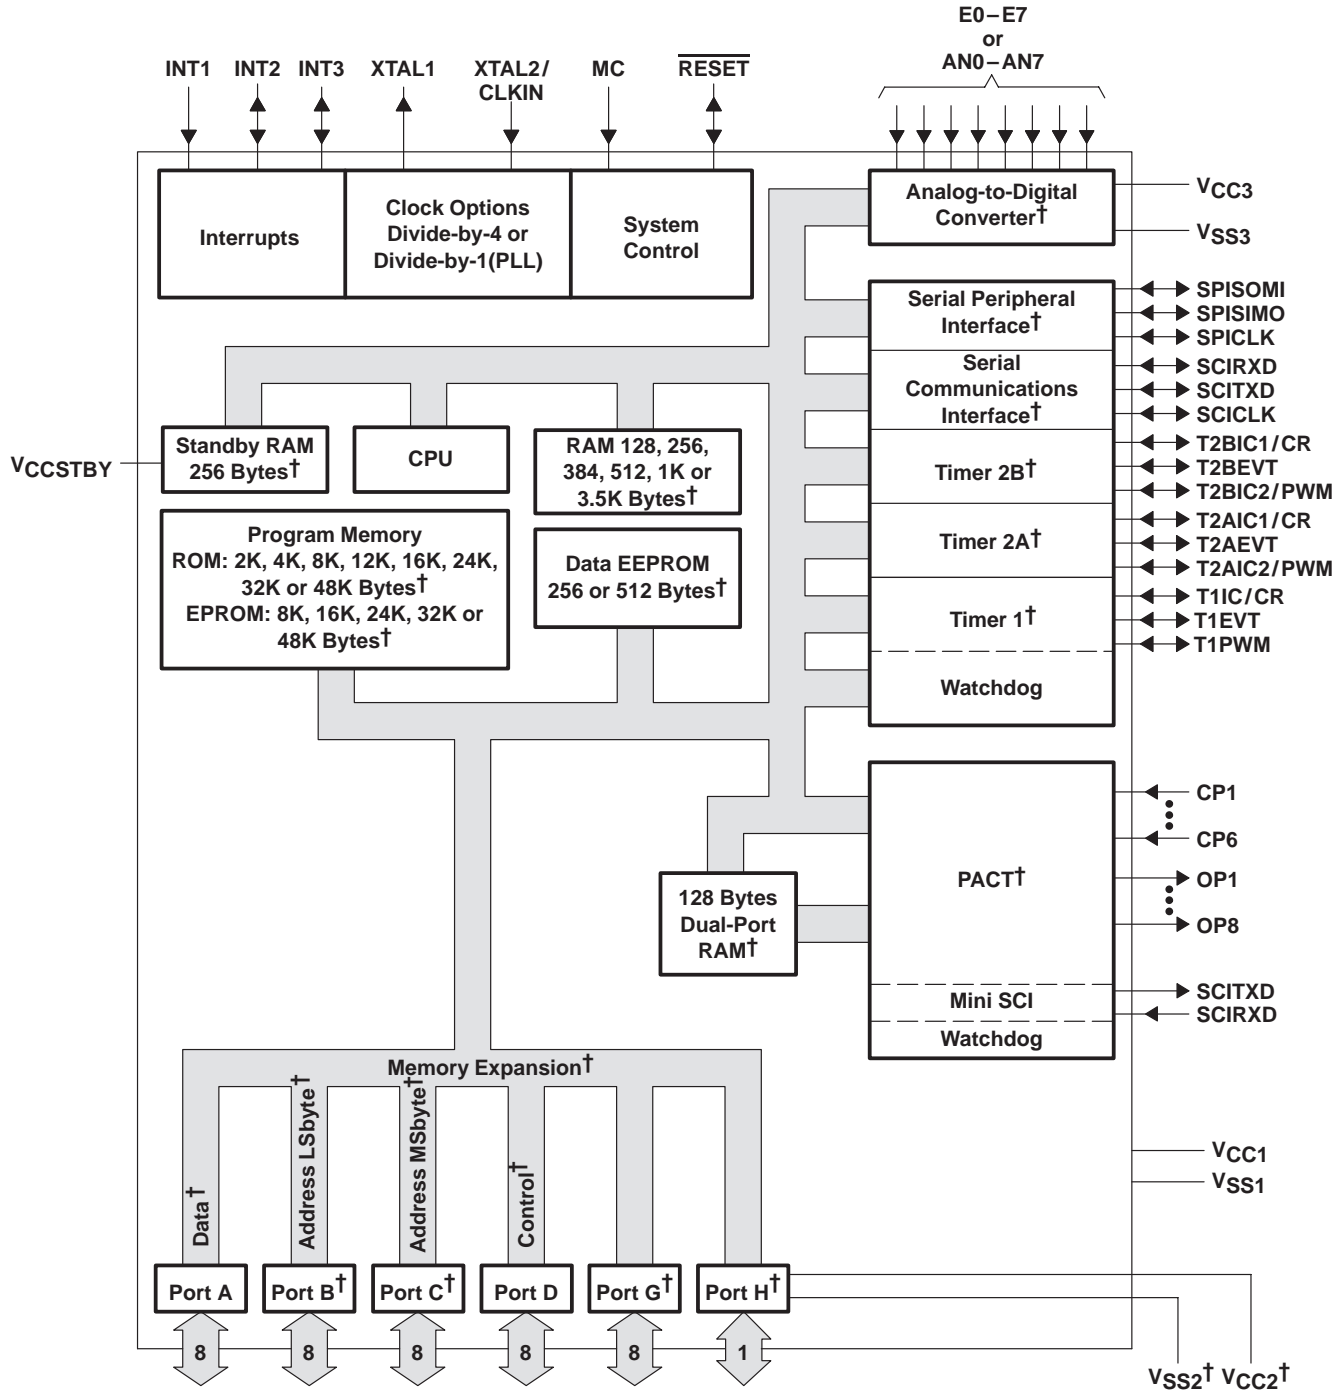 E0–E7
or
AN0–AN7
INT1 INT2 INT3 XTAL1 XTAL2/ CLKIN MC RESET
Interrupts
Clock Options
Divide-by-4 or
Divide-by-1(PLL)
System
Control
Analog-to-Digital
Converter†
VCC3
VSS3
Serial Peripheral
Interface†
SPISOMI
SPISIMO
SPICLK
Serial
Communications
Interface†
SCIRXD
SCITXD
SCICLK
Timer 2B†
T2BIC1/CR
T2BEVT
T2BIC2/PWM
Timer 2A†
T2AIC1/CR
T2AEVT
T2AIC2/PWM
Timer 1†
T1IC/CR
T1EVT
T1PWM
Watchdog
VCCSTBY
Standby RAM
256 Bytes†
CPU
RAM 128, 256,
384, 512, 1K or
3.5K Bytes†
Program Memory
ROM: 2K, 4K, 8K, 12K, 16K, 24K,
32K or 48K Bytes†
EPROM: 8K, 16K, 24K, 32K or
48K Bytes†
Data EEPROM
256 or 512 Bytes†
PACT†
CP1
CP6
OP1
OP8
128 Bytes
Dual-Port
RAM†
Mini SCI
SCITXD
SCIRXD
Watchdog
Memory Expansion†
Data†
Address LSbyte†
Address MSbyte†
Control†
VCC1
VSS1
Port A Port B† Port C† Port D Port G† Port H†
8 8 8 8 8 1
VSS2† VCC2†